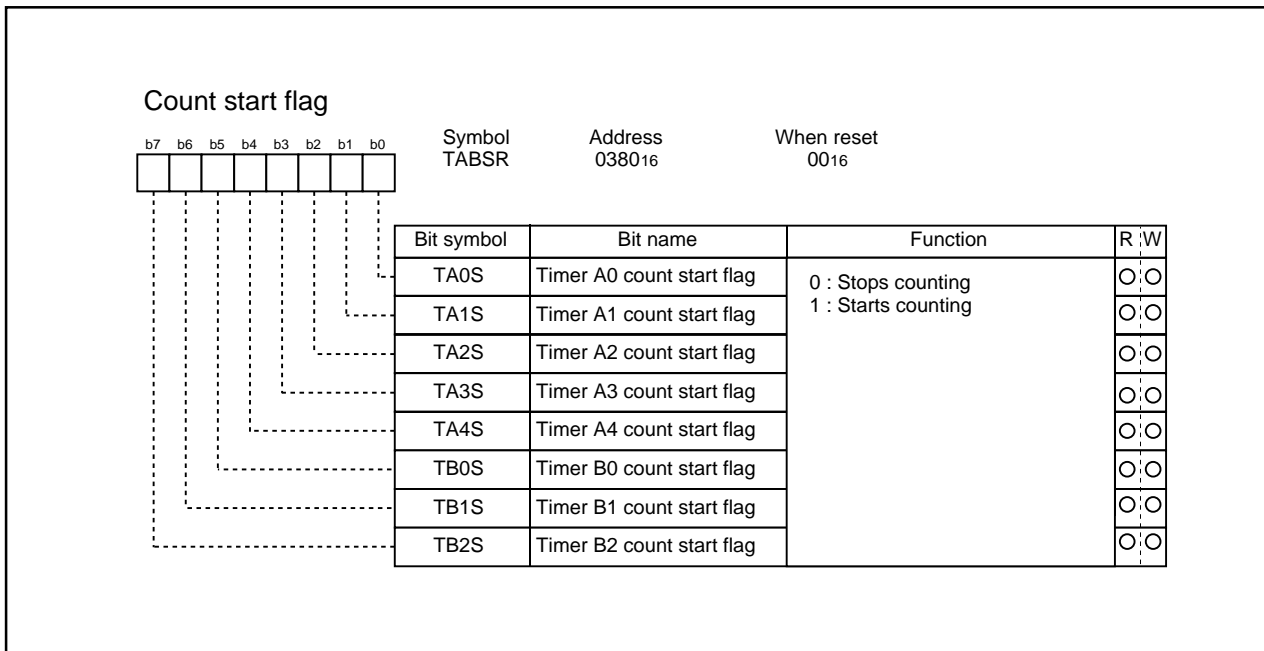 Count start flag
b7 b6 b5 b4 b3 b2 b1 b0
Symbol Address When reset
TABSR 038016 0016
Bit symbol Bit name Function R W
TA0S Timer A0 count start flag 0 : Stops counting
1 : Starts counting
TA1S Timer A1 count start flag
TA2S Timer A2 count start flag
TA3S Timer A3 count start flag
TA4S Timer A4 count start flag
TB0S Timer B0 count start flag
TB1S Timer B1 count start flag
TB2S Timer B2 count start flag